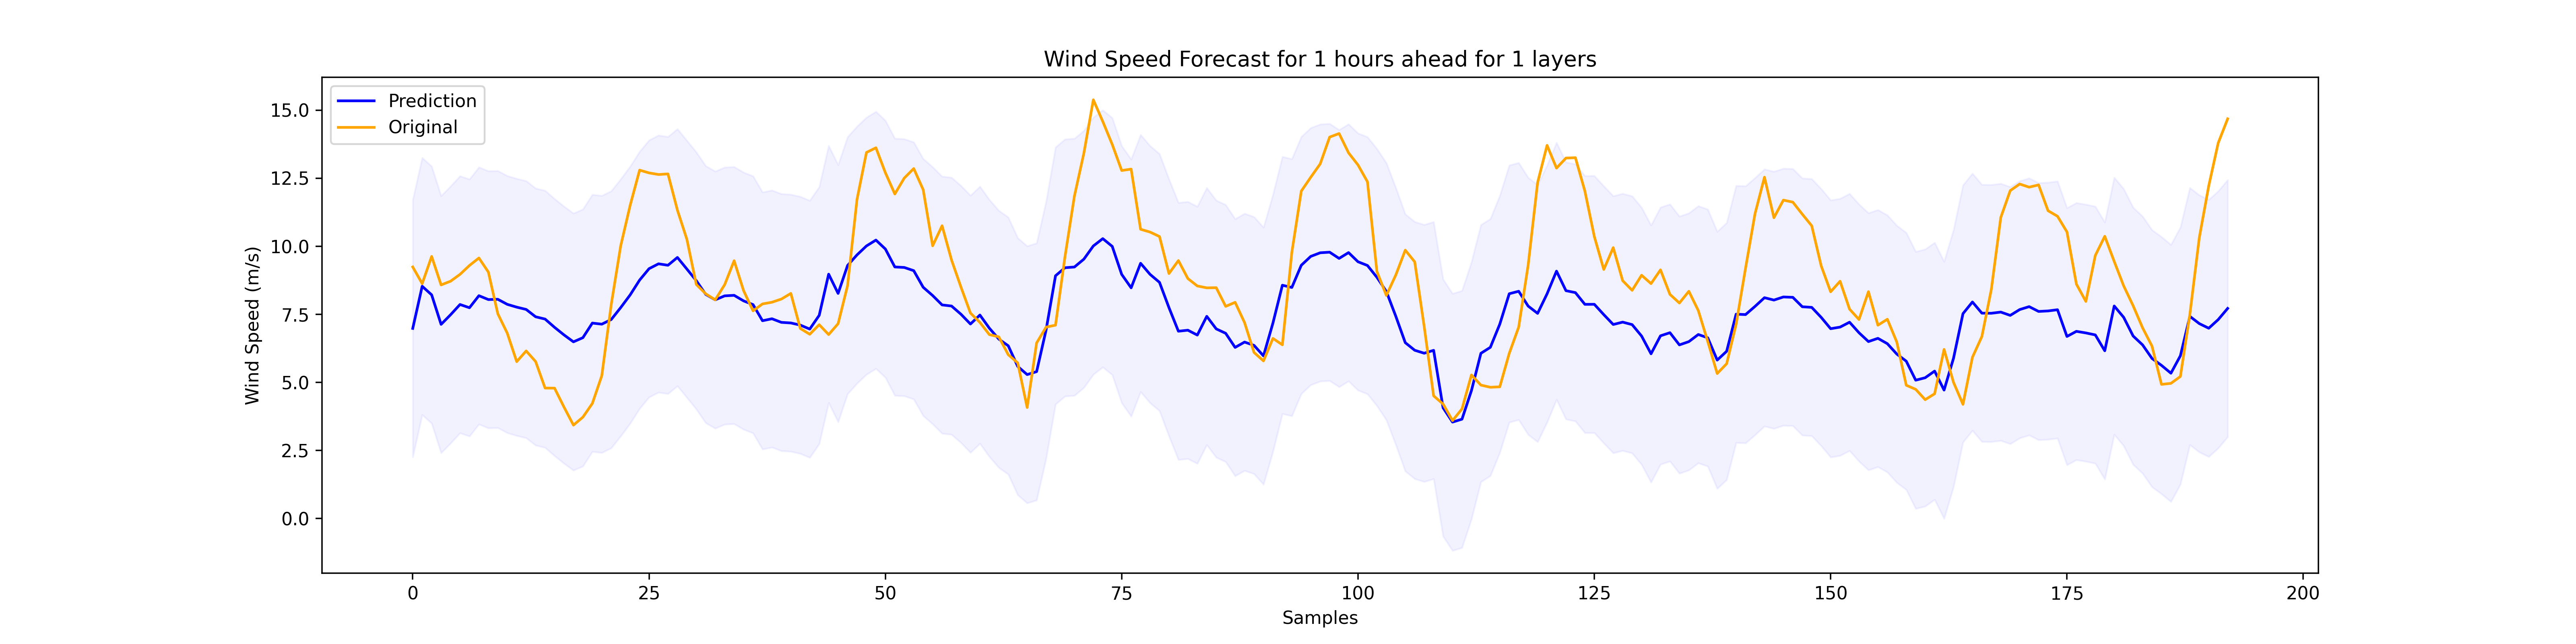 Wind Speed Forecast for 1 hours ahead for 1 layers
Prediction
Original
Wind Speed (m/s)
15.0
12.5
10.0
7.5
5.0
2.5
0.0
0 25 50 75 100 125 150 175 200
Samples